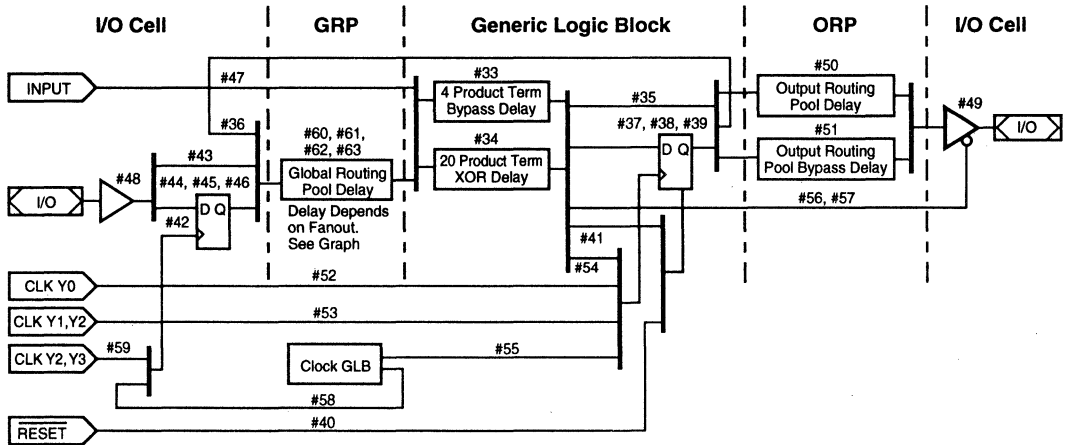 I/O Cell
GRP
Generic Logic Block
ORP
I/O Cell
INPUT
#47
#33
4 Product Term
Bypass Delay
#35
#50
Output Routing
Pool Delay
#49
I/O
#36
#60, #61,
#62, #63
Global Routing
Pool Delay
Delay Depends
on Fanout.
See Graph
#34
20 Product Term
XOR Delay
#37, #38, #39
D Q
#51
Output Routing
Pool Bypass Delay
#56, #57
I/O
#48
#43
#44, #45, #46
D Q
#42
#41
#54
CLK Y0
#52
CLK Y1,Y2
#53
CLK Y2, Y3
#59
Clock GLB
#55
#58
RESET
#40